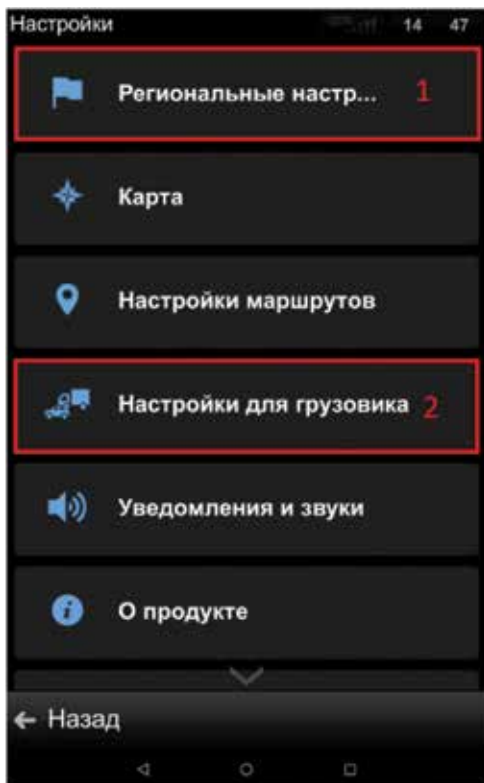 Настройки 14 47
Региональные настр... 1
Карта
Настройки маршрутов
Настройки для грузовика 2
Уведомления и звуки
О продукте
Назад